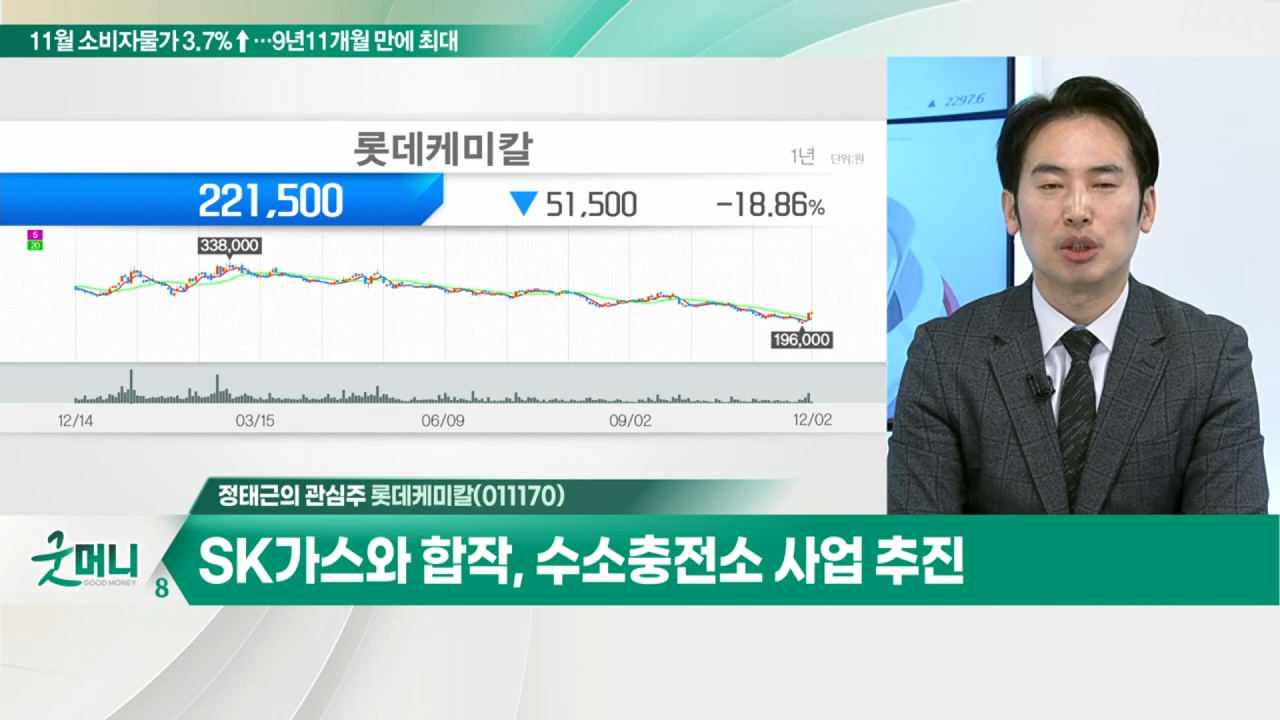 11월 소비자물가 3.7%⬆…9년11개월 만에 최대
▲ 2297.6
롯데케미칼
1년 단위:원
221,500 ▼ 51,500 -18.86%
5
20
338,000
196,000
12/14 03/15 06/09 09/02 12/02
정태근의 관심주 롯데케미칼(011170)
굿머니
GOOD MONEY
8
SK가스와 합작, 수소충전소 사업 추진